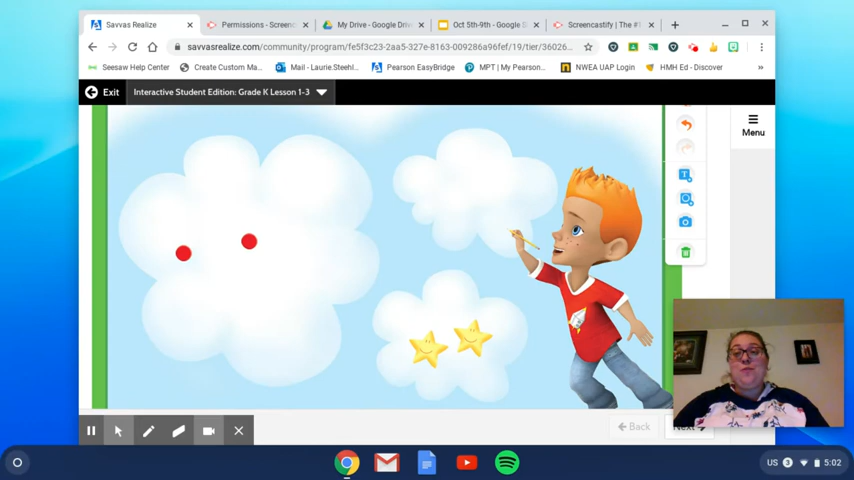 Savvas Realize
Permissions - Screen
My Drive - Google Driv
Oct 5th-9th - Google
Screencastify | The #
savvasrealize.com/community/program/fe5f3c23-2aa5-327e-8163-009286a96fef/19/tier/36026
Seesaw Help Center
Create Custom Ma...
Mail - Laurie.Steehl...
Pearson EasyBridge
MPT | My Pearson...
NWEA UAP Login
HMH Ed - Discover
»
Exit
Interactive Student Edition: Grade K Lesson 1-3
Menu
T
Back
Next
US 3 5:02